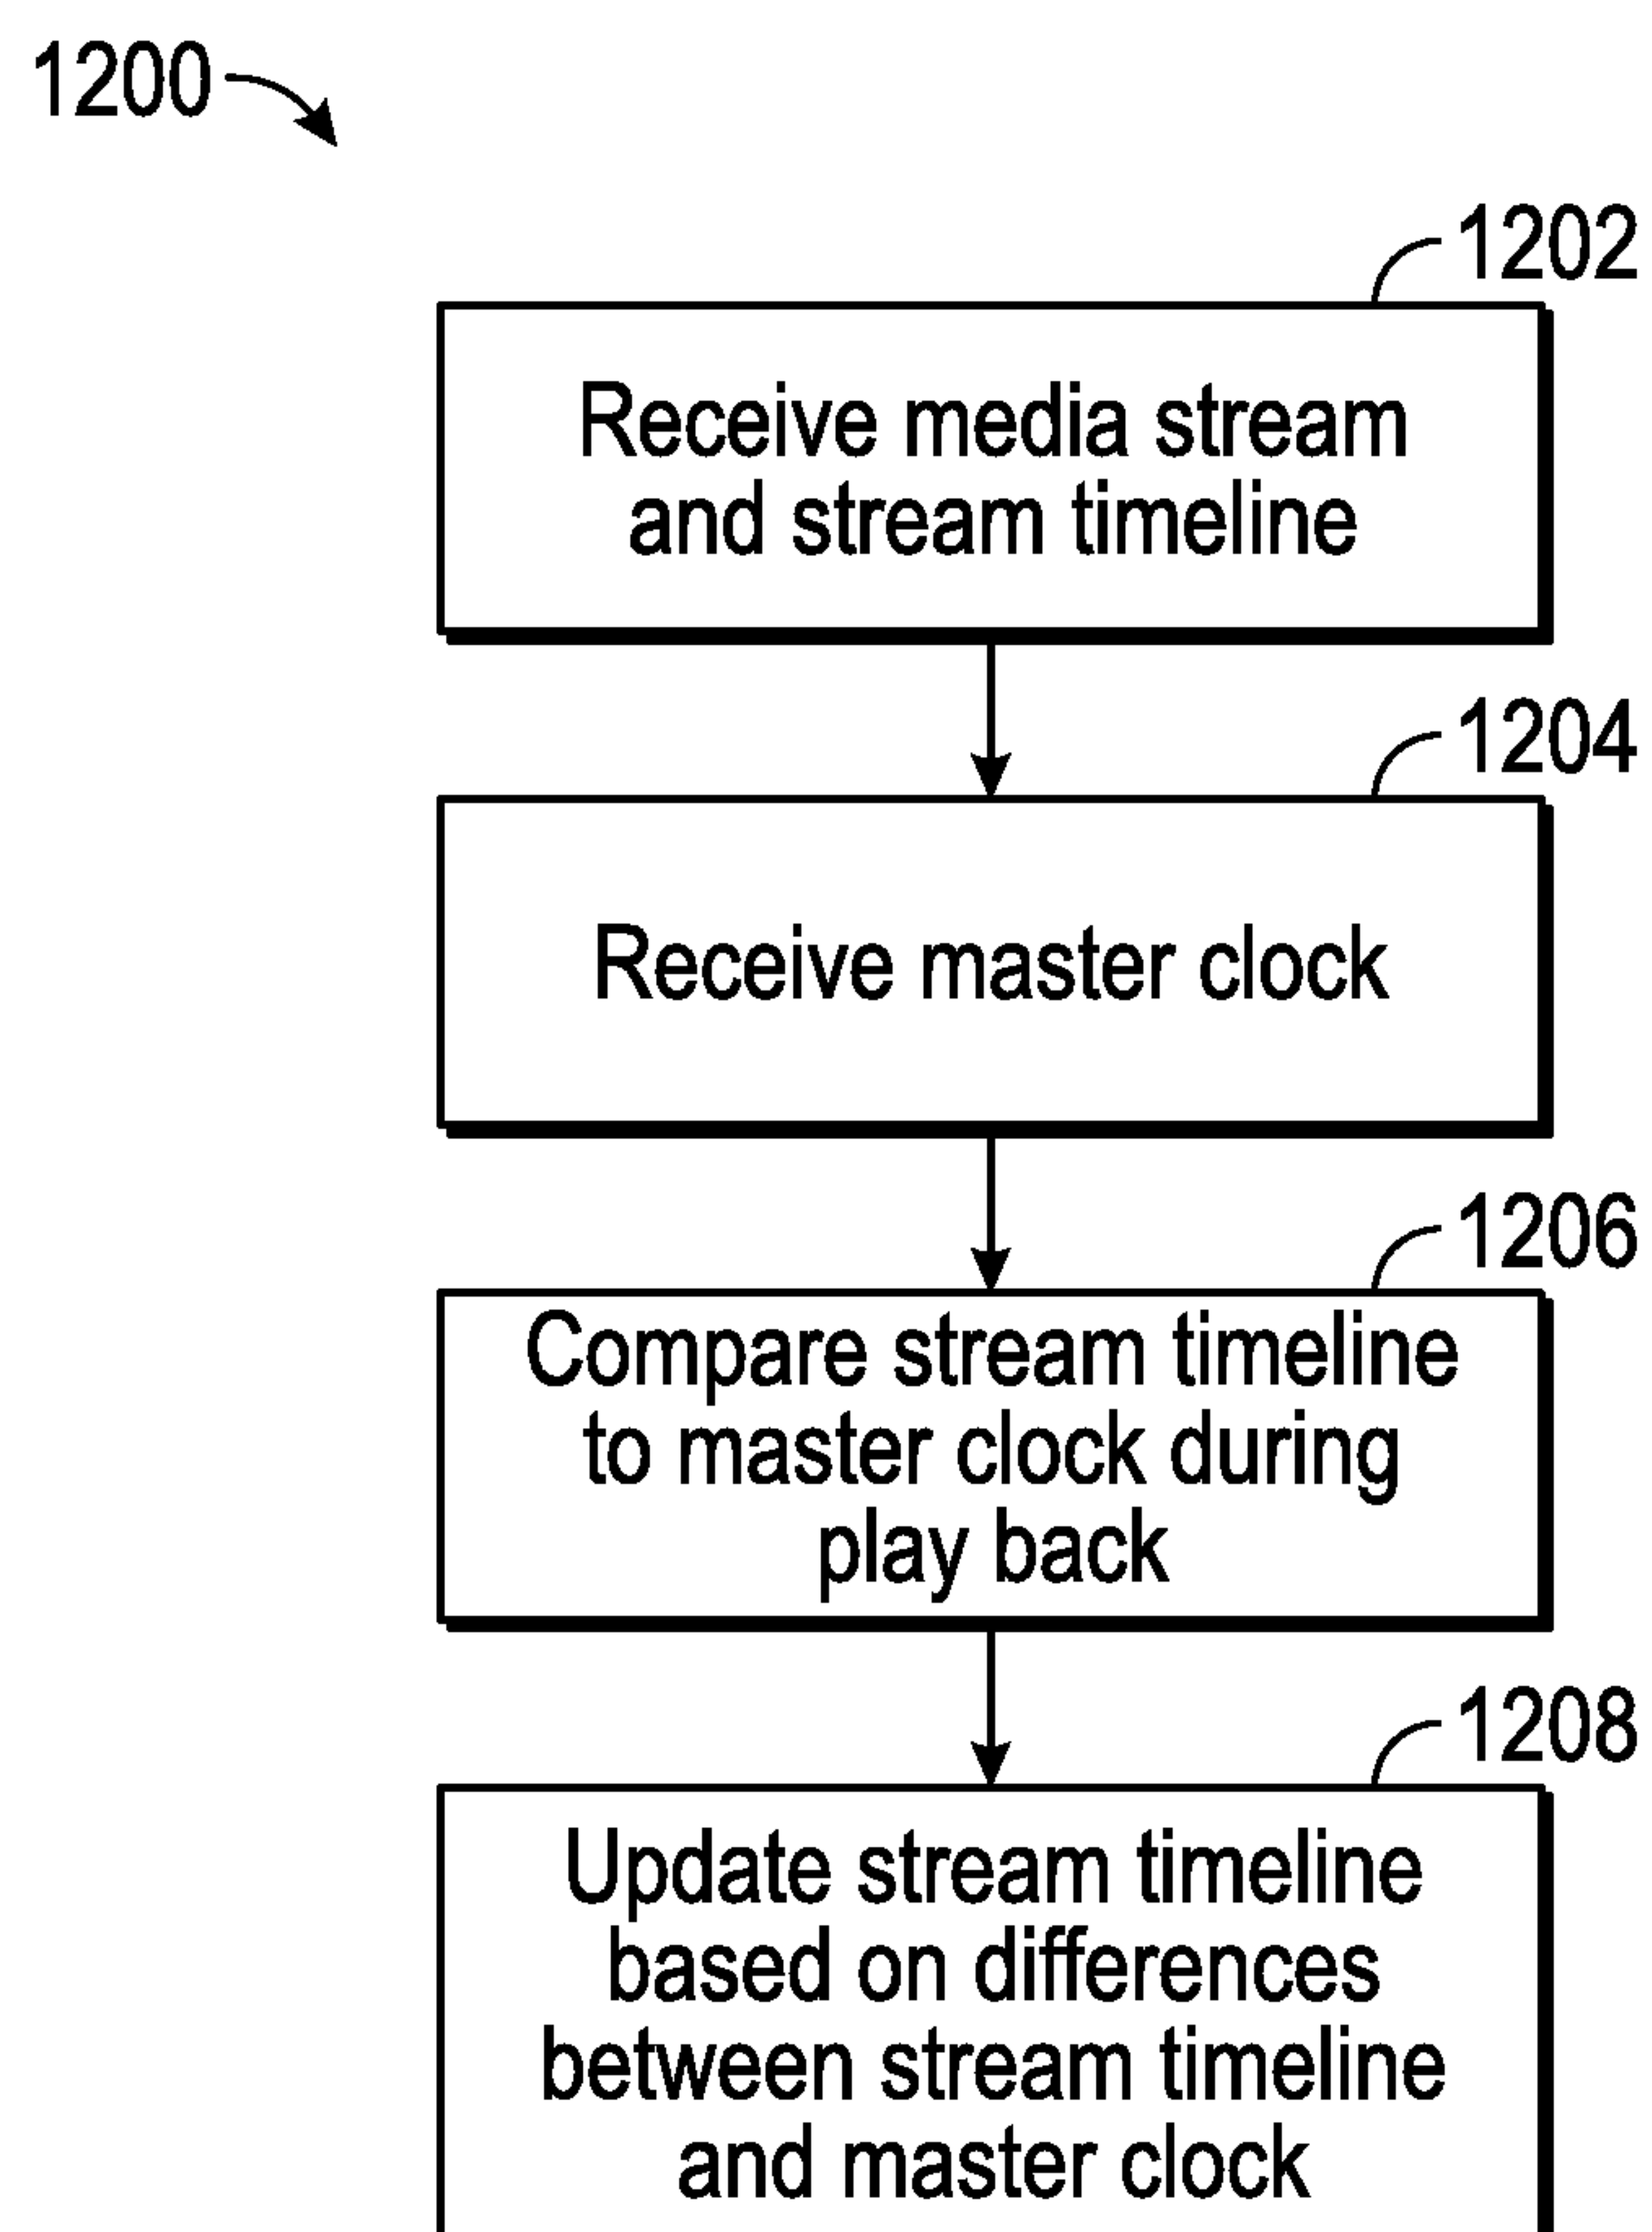 1200
1202
Receive media stream
and stream timeline
1204
Receive master clock
1206
Compare stream timeline
to master clock during
play back
1208
Update stream timeline
based on differences
between stream timeline
and master clock